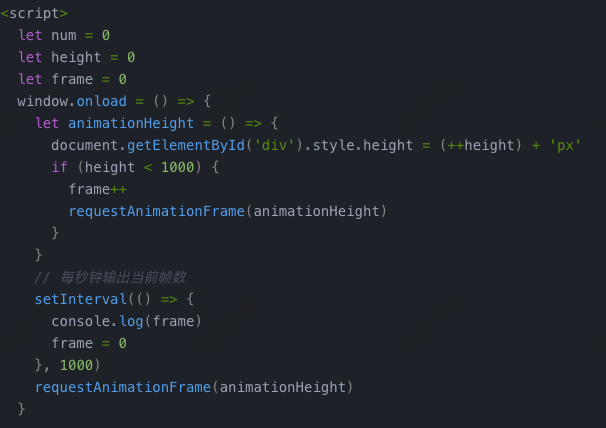 <script>
let num = 0
let height = 0
let frame = 0
window.onload = () => {
let animationHeight = () => {
document.getElementById('div').style.height = (++height) + 'px'
if (height < 1000) {
frame++
requestAnimationFrame(animationHeight)
}
}
// 每秒钟输出当前帧数
setInterval(() => {
console.log(frame)
frame = 0
}, 1000)
requestAnimationFrame(animationHeight)
}